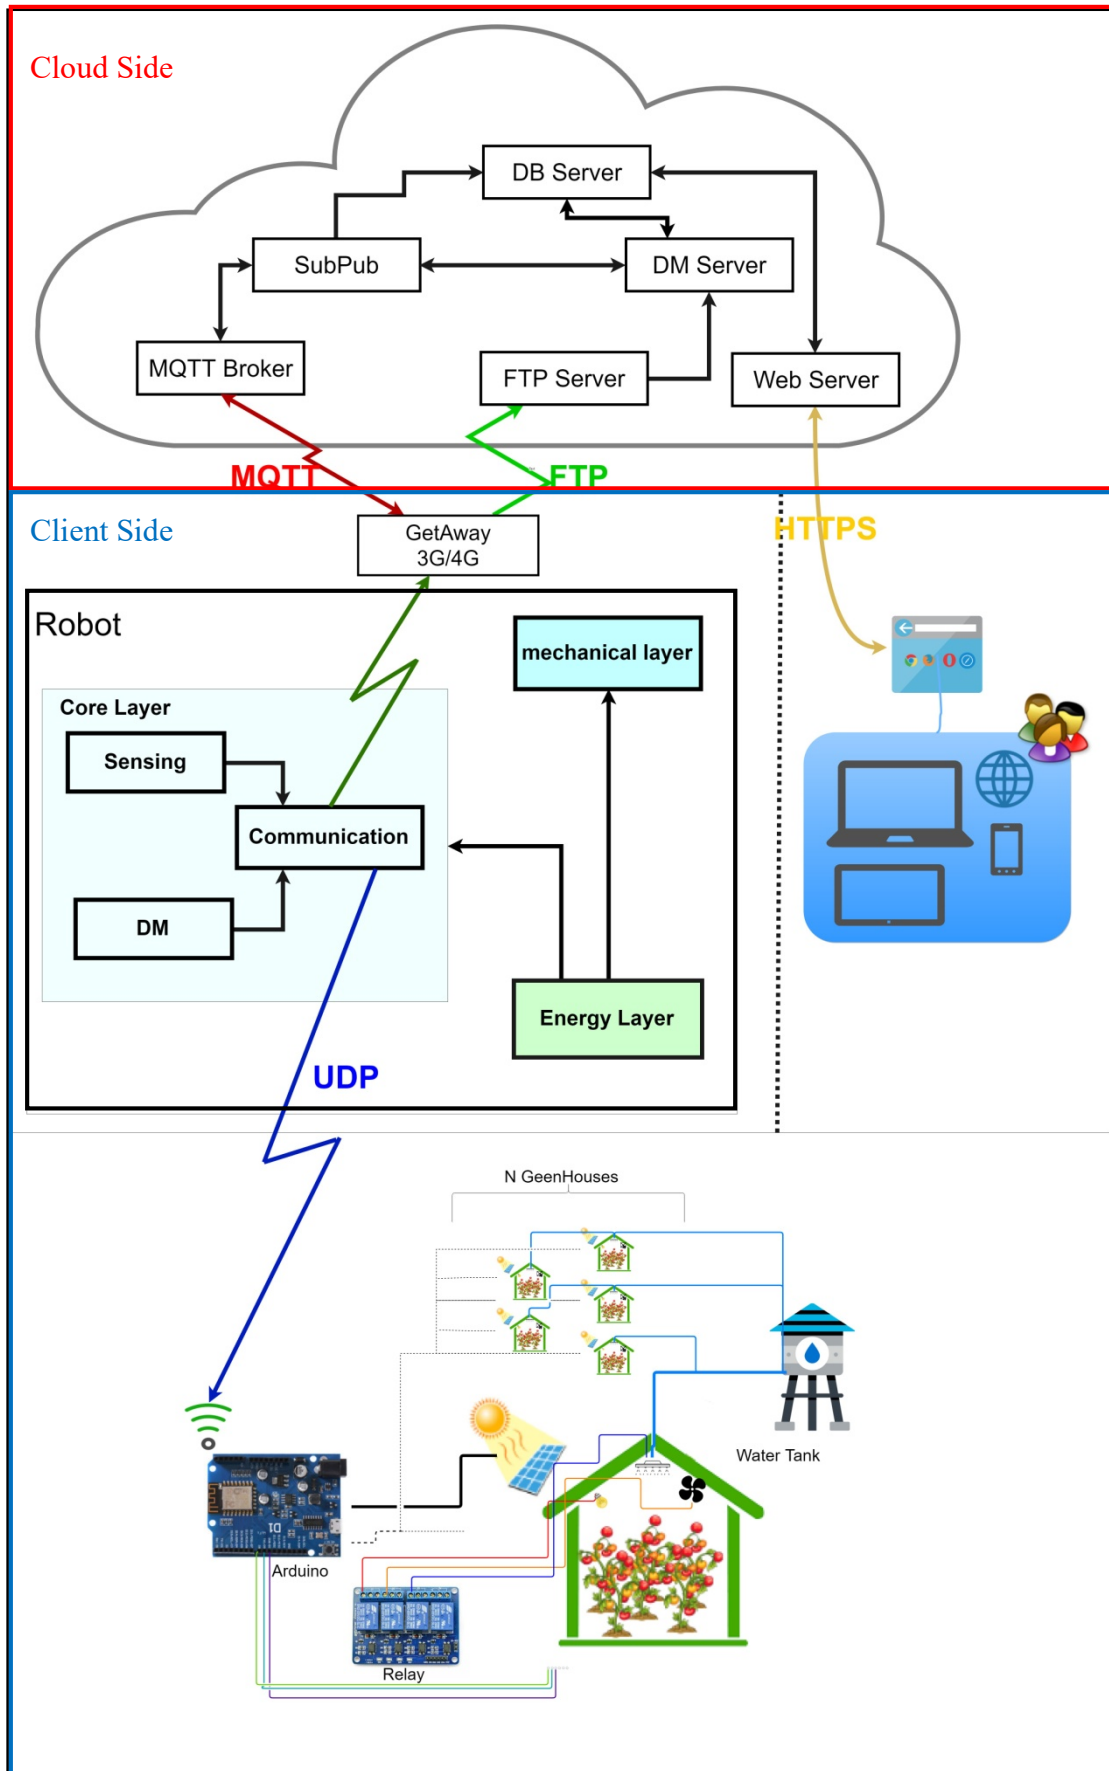 Cloud Side
DB Server
SubPub
DM Server
MQTT Broker
FTP Server
Web Server
MQTT
FTP
Client Side
GetAway
3G/4G
HTTPS
Robot
mechanical layer
Core Layer
Sensing
Communication
DM
Energy Layer
UDP
N GeenHouses
Water Tank
D1
Arduino
Relay